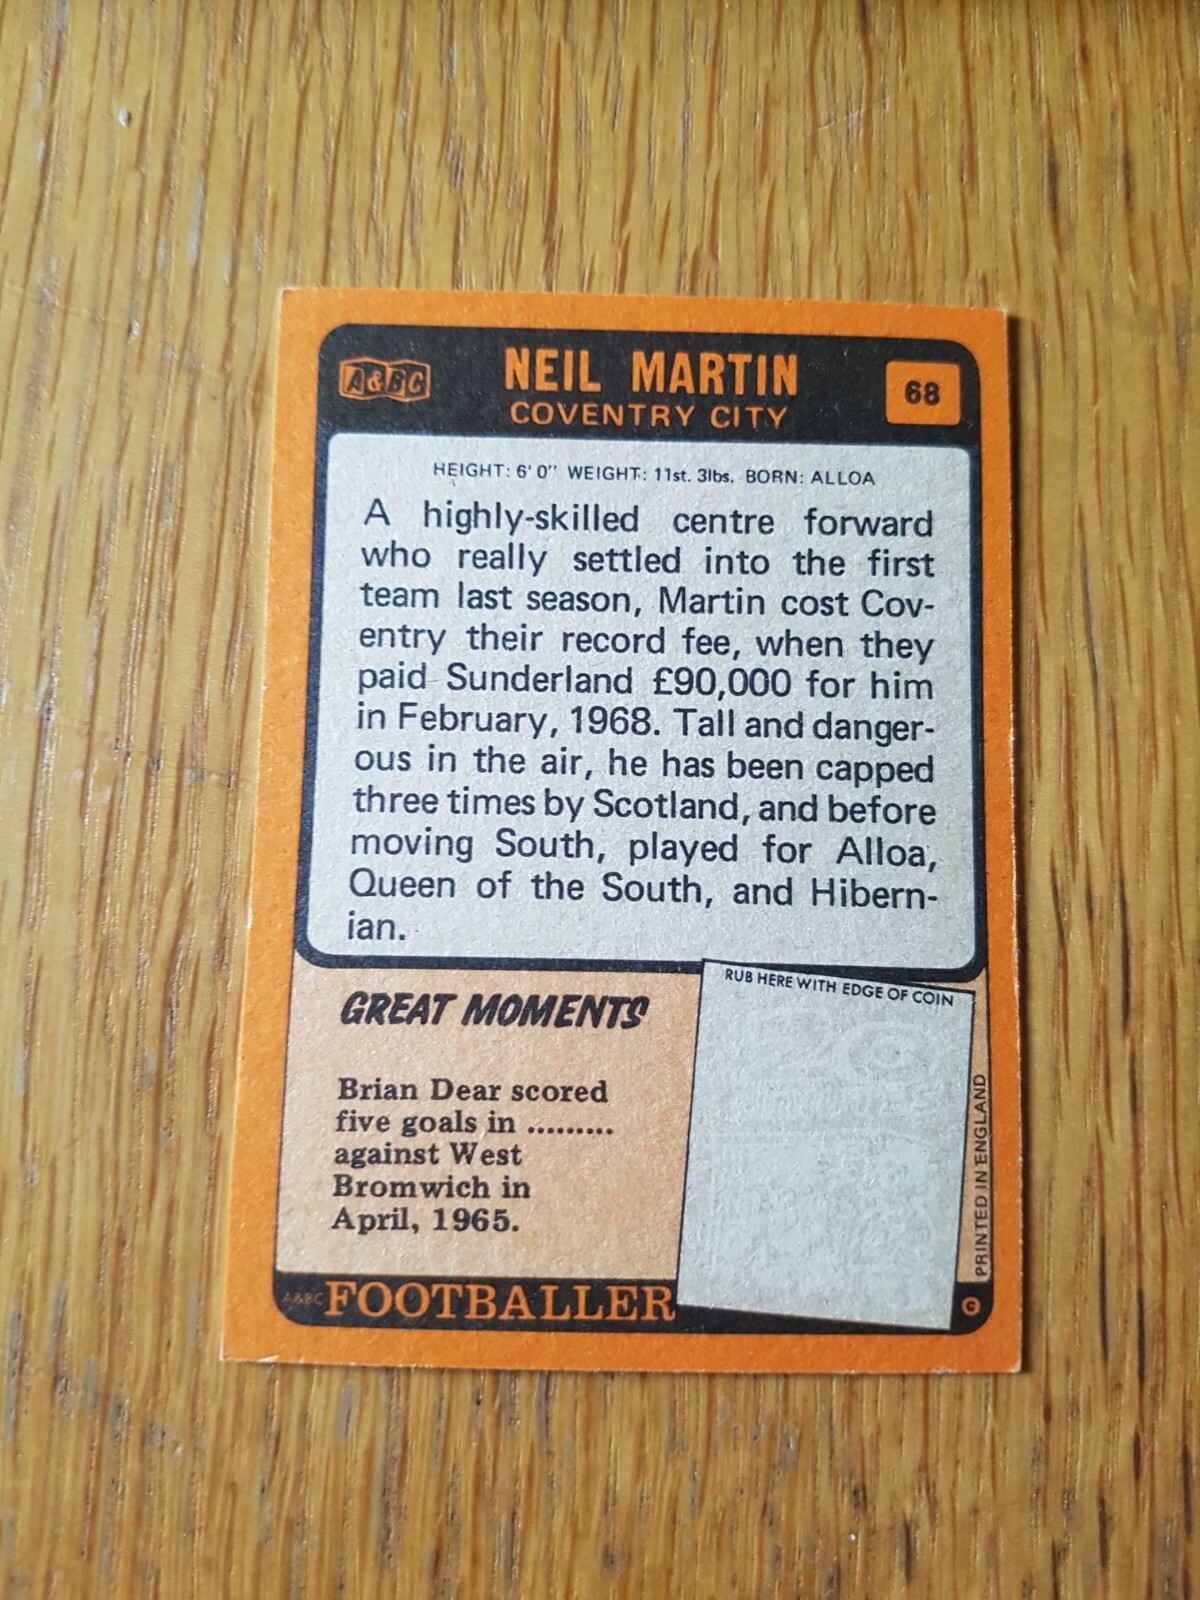 A&BC
NEIL MARTIN
COVENTRY CITY
68
HEIGHT: 6' 0" WEIGHT: 11st. 3lbs. BORN: ALLOA
A highly-skilled centre forward
who really settled into the first
team last season, Martin cost Cov-
entry their record fee, when they
paid Sunderland £90,000 for him
in February, 1968. Tall and danger-
ous in the air, he has been capped
three times by Scotland, and before
moving South, played for Alloa,
Queen of the South, and Hibern-
ian.
GREAT MOMENTS
Brian Dear scored
five goals in .........
against West
Bromwich in
April, 1965.
RUB HERE WITH EDGE OF COIN
PRINTED IN ENGLAND
A&BC FOOTBALLER
G